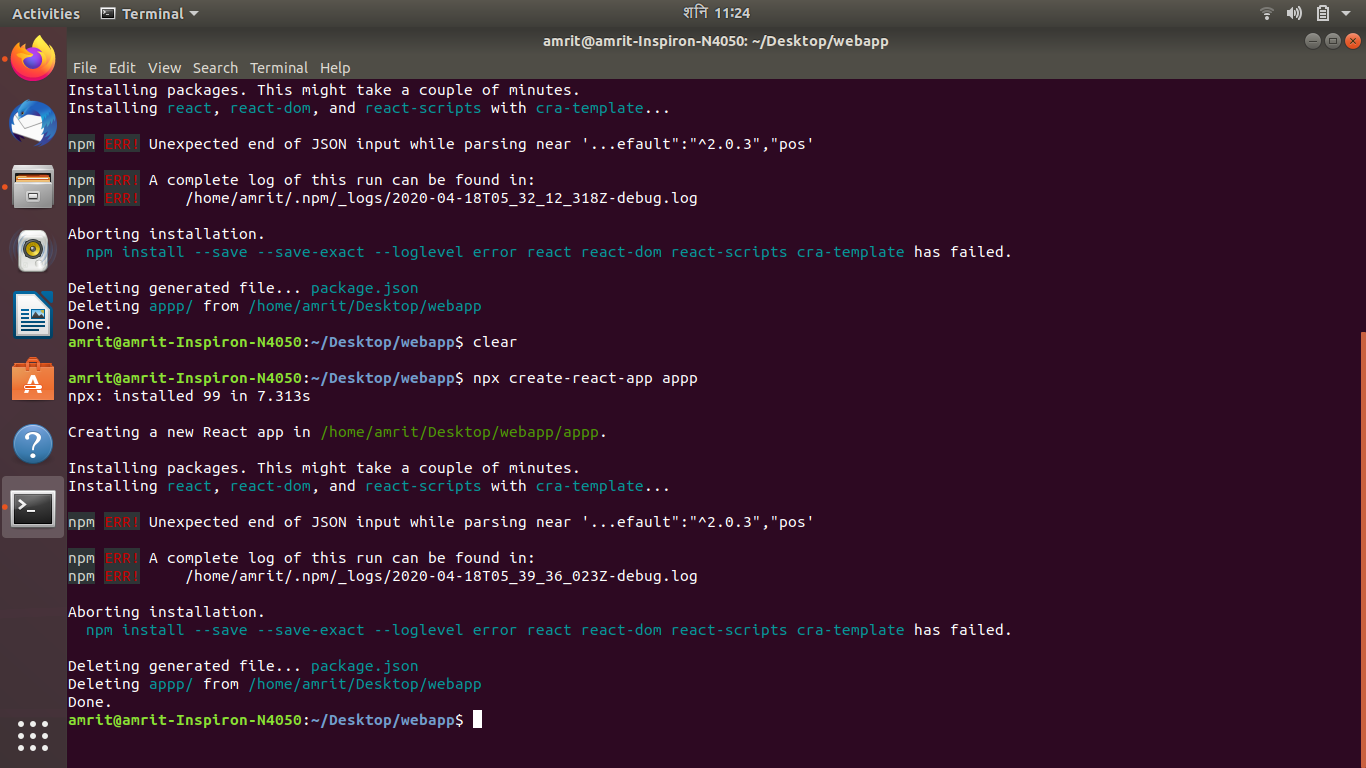 Activities Terminal शनि 11:24
amrit@amrit-Inspiron-N4050: ~/Desktop/webapp
File Edit View Search Terminal Help
Installing packages. This might take a couple of minutes.
Installing react, react-dom, and react-scripts with cra-template...
npm ERR! Unexpected end of JSON input while parsing near '...efault":"^2.0.3","pos'
npm ERR! A complete log of this run can be found in:
npm ERR!     /home/amrit/.npm/_logs/2020-04-18T05_32_12_318Z-debug.log
Aborting installation.
  npm install --save --save-exact --loglevel error react react-dom react-scripts cra-template has failed.
Deleting generated file... package.json
Deleting appp/ from /home/amrit/Desktop/webapp
Done.
amrit@amrit-Inspiron-N4050:~/Desktop/webapp$ clear
amrit@amrit-Inspiron-N4050:~/Desktop/webapp$ npx create-react-app appp
npx: installed 99 in 7.313s
Creating a new React app in /home/amrit/Desktop/webapp/appp.
Installing packages. This might take a couple of minutes.
Installing react, react-dom, and react-scripts with cra-template...
npm ERR! Unexpected end of JSON input while parsing near '...efault":"^2.0.3","pos'
npm ERR! A complete log of this run can be found in:
npm ERR!     /home/amrit/.npm/_logs/2020-04-18T05_39_36_023Z-debug.log
Aborting installation.
  npm install --save --save-exact --loglevel error react react-dom react-scripts cra-template has failed.
Deleting generated file... package.json
Deleting appp/ from /home/amrit/Desktop/webapp
Done.
amrit@amrit-Inspiron-N4050:~/Desktop/webapp$